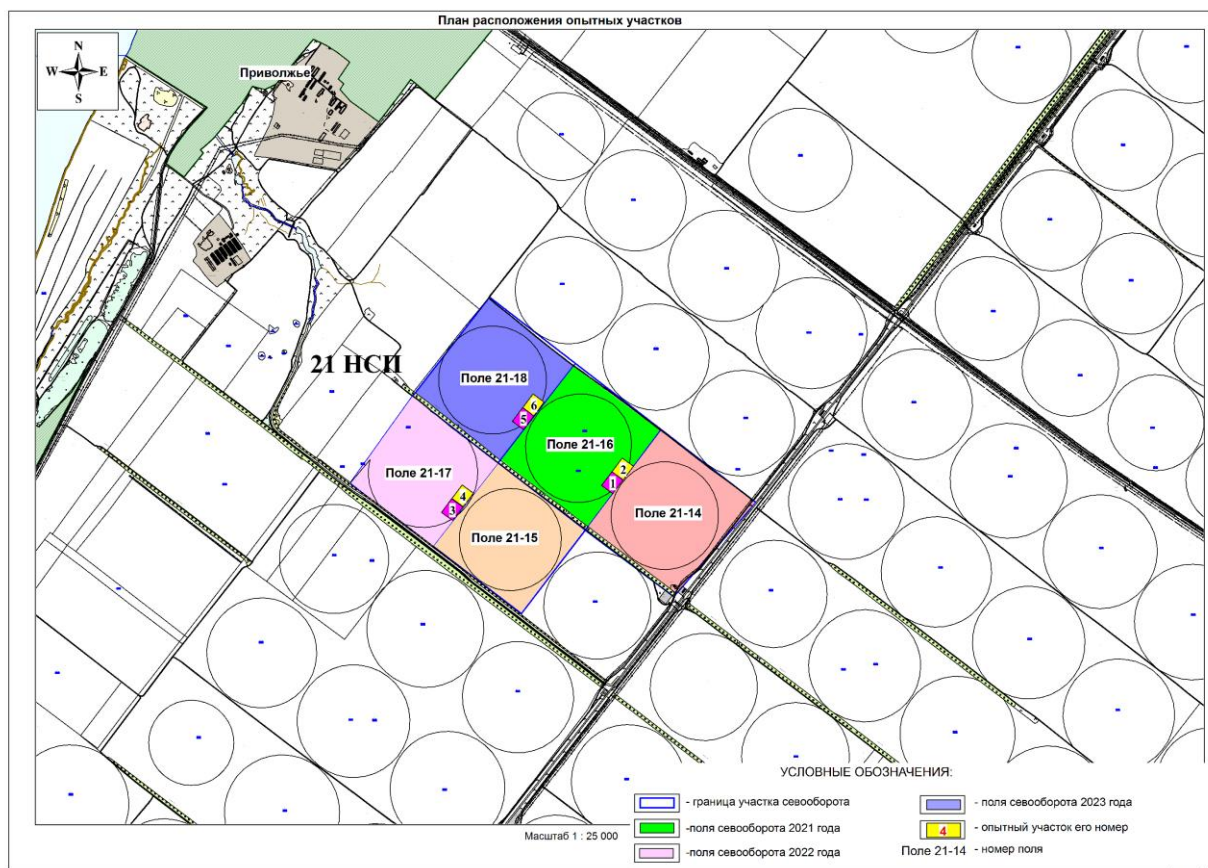 План расположения опытных участков
N
W E
S
Приволжье
21 НСП
Поле 21-18
6
5
Поле 21-16
2
1
Поле 21-17
4
3
Поле 21-14
Поле 21-15
УСЛОВНЫЕ ОБОЗНАЧЕНИЯ:
- граница участка севооборота
- поля севооборота 2023 года
-поля севооборота 2021 года
4 - опытный участок его номер
Масштаб 1 : 25 000
-поля севооборота 2022 года
Поле 21-14 - номер поля